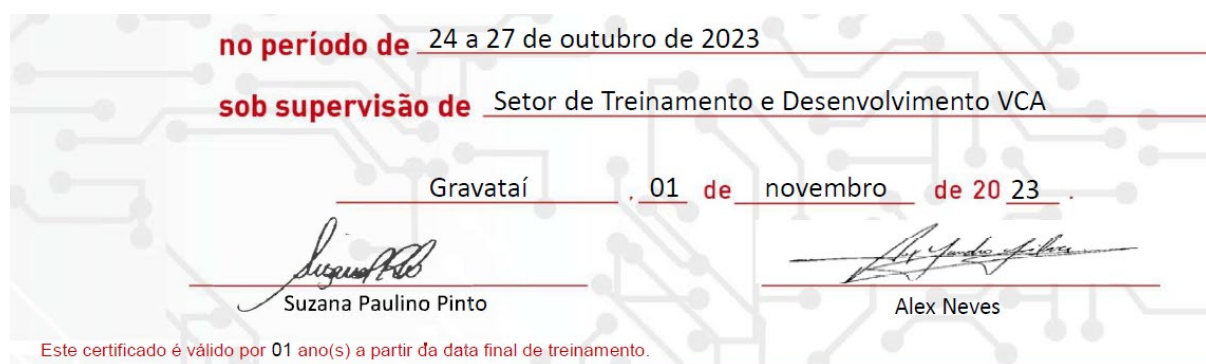 no período de 24 a 27 de outubro de 2023
sob supervisão de Setor de Treinamento e Desenvolvimento VCA
Gravataí , 01 de novembro de 20 23 .
Suzana Paulino Pinto Alex Neves
Este certificado é válido por 01 ano(s) a partir da data final de treinamento.